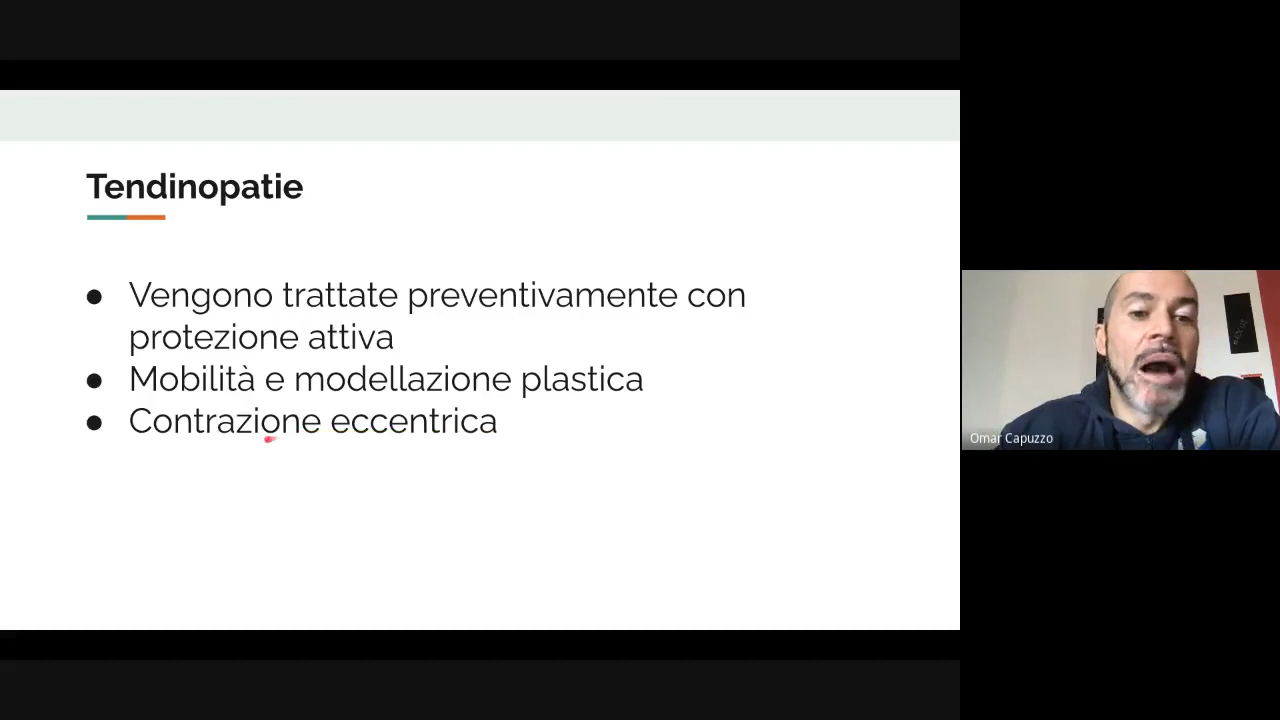 Tendinopatie
● Vengono trattate preventivamente con
protezione attiva
● Mobilità e modellazione plastica
● Contrazione eccentrica
Omar Capuzzo